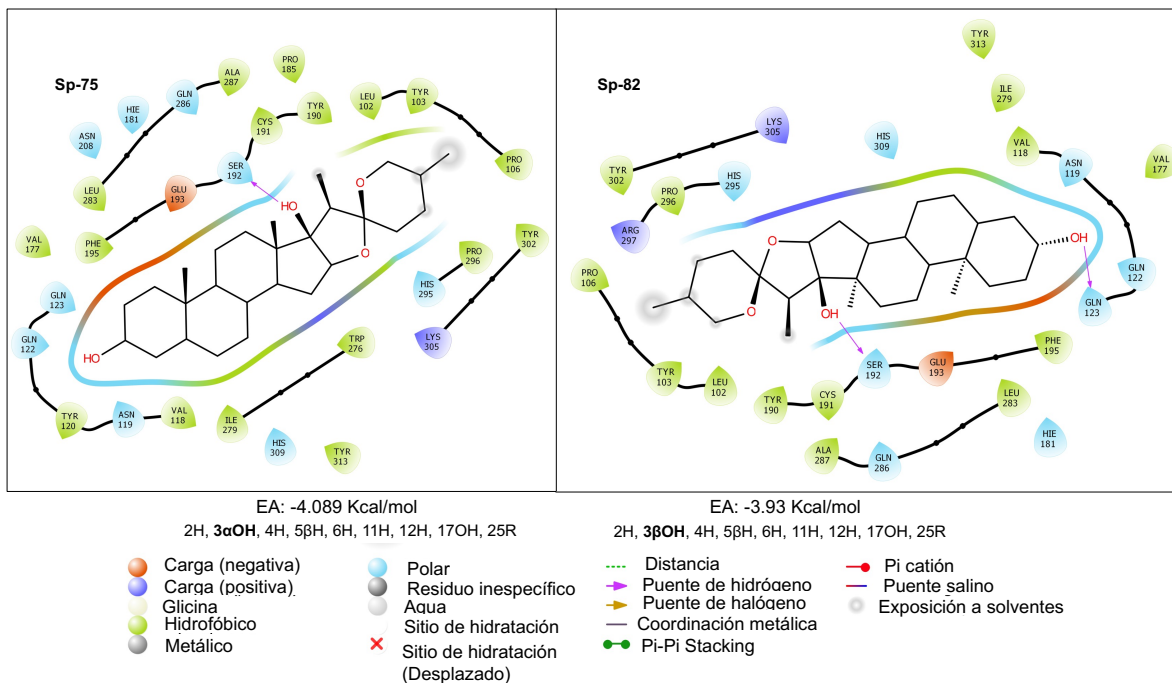 Sp-75
PRO 185
ALA 287
GLN 286
HIE 181
ASN 208
LEU 283
CYS 191
TYR 190
LEU 102
TYR 103
PRO 106
SER 192
GLU 193
PHE 195
VAL 177
HO
O
O
GLN 123
GLN 122
HO
TYR 120
ASN 119
VAL 118
ILE 279
TRP 276
HIS 309
TYR 313
HIS 295
PRO 296
TYR 302
LYS 305
Sp-82
TYR 313
ILE 279
LYS 305
HIS 309
VAL 118
ASN 119
VAL 177
TYR 302
PRO 296
HIS 295
ARG 297
PRO 106
O
O
OH
OH
GLN 122
GLN 123
TYR 103
LEU 102
TYR 190
CYS 191
SER 192
GLU 193
PHE 195
LEU 283
HIE 181
ALA 287
GLN 286
EA: -4.089 Kcal/mol
2H, 3αOH, 4H, 5βH, 6H, 11H, 12H, 17OH, 25R
EA: -3.93 Kcal/mol
2H, 3βOH, 4H, 5βH, 6H, 11H, 12H, 17OH, 25R
Carga (negativa)
Carga (positiva)
Glicina
Hidrofóbico
Metálico
Polar
Residuo inespecífico
Agua
Sitio de hidratación
Sitio de hidratación
(Desplazado)
Distancia
Puente de hidrógeno
Puente de halógeno
Coordinación metálica
Pi-Pi Stacking
Pi catión
Puente salino
Exposición a solventes